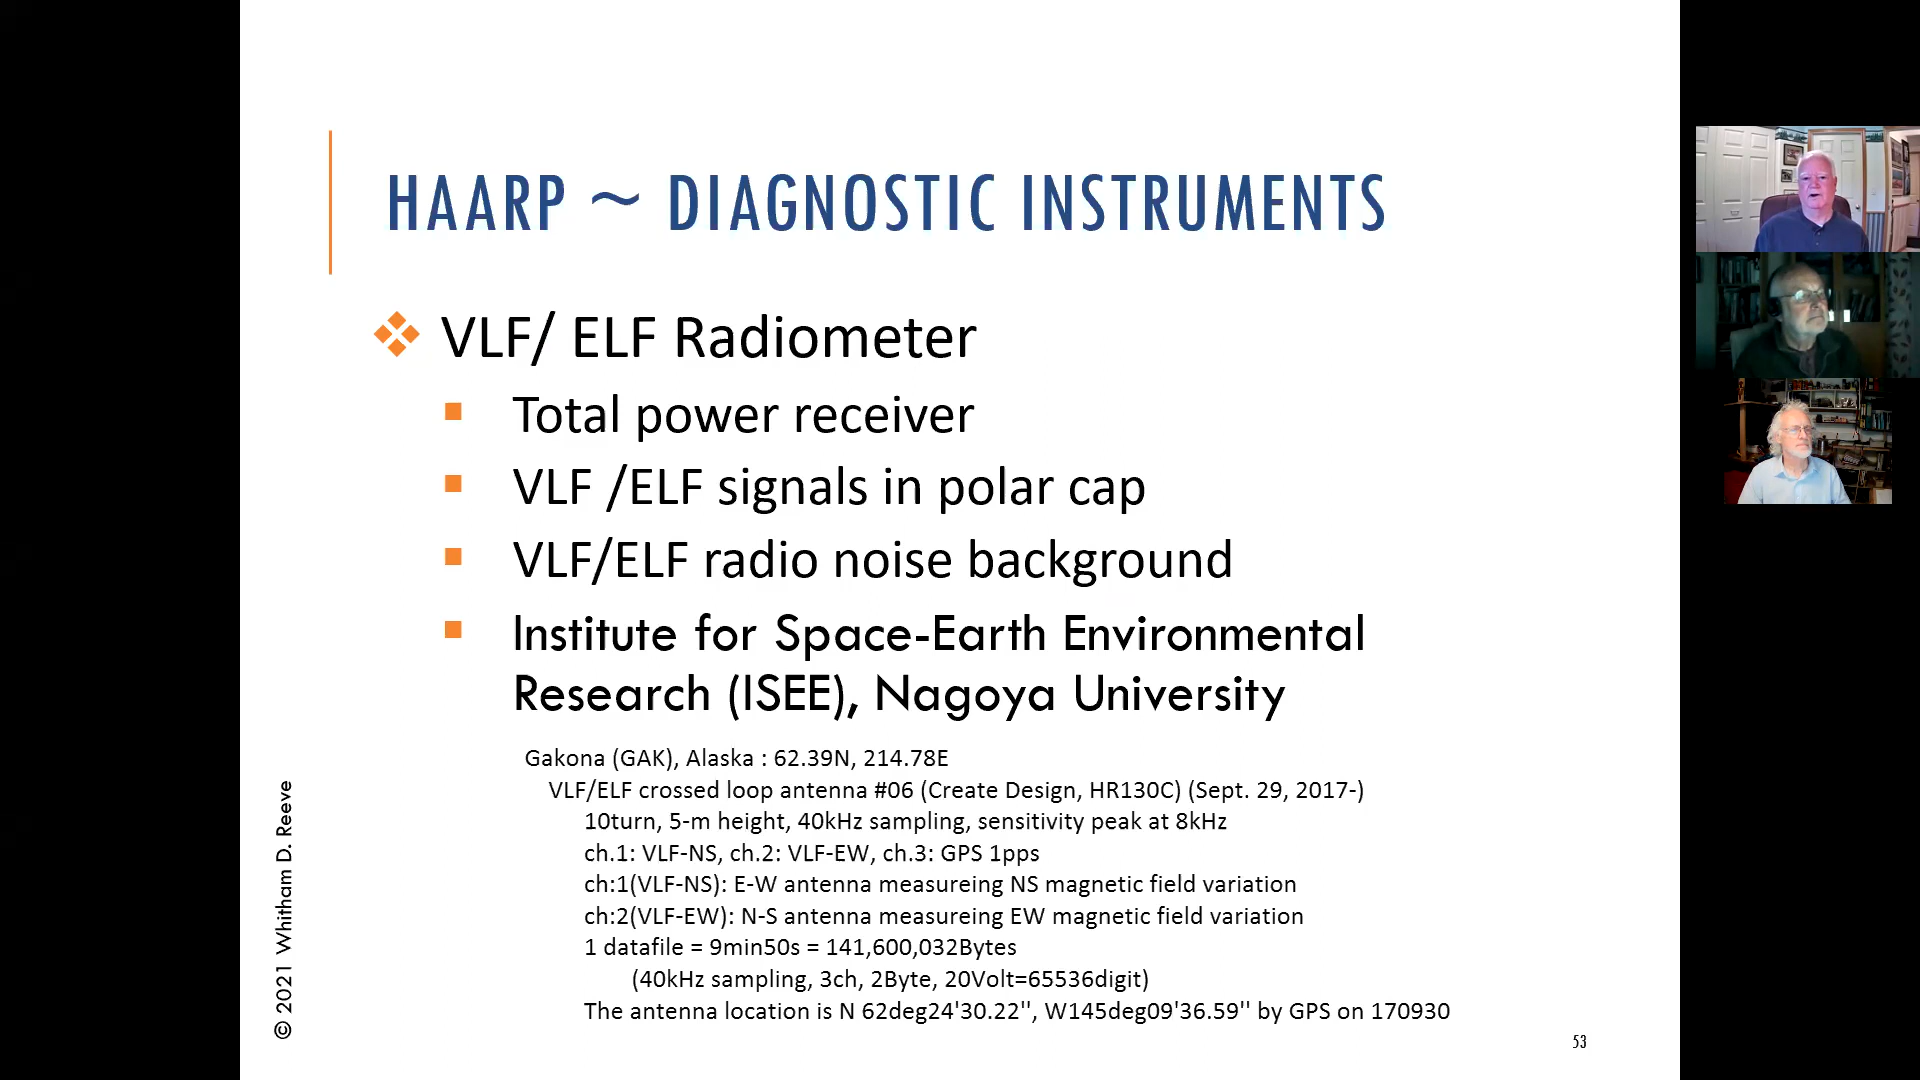 HAARP ~ DIAGNOSTIC INSTRUMENTS
VLF/ ELF Radiometer
Total power receiver
VLF /ELF signals in polar cap
VLF/ELF radio noise background
Institute for Space-Earth Environmental
Research (ISEE), Nagoya University
Gakona (GAK), Alaska : 62.39N, 214.78E
VLF/ELF crossed loop antenna #06 (Create Design, HR130C) (Sept. 29, 2017-)
10turn, 5-m height, 40kHz sampling, sensitivity peak at 8kHz
ch.1: VLF-NS, ch.2: VLF-EW, ch.3: GPS 1pps
ch:1(VLF-NS): E-W antenna measureing NS magnetic field variation
ch:2(VLF-EW): N-S antenna measureing EW magnetic field variation
1 datafile = 9min50s = 141,600,032Bytes
(40kHz sampling, 3ch, 2Byte, 20Volt=65536digit)
The antenna location is N 62deg24'30.22'', W145deg09'36.59'' by GPS on 170930
© 2021 Whitham D. Reeve
53